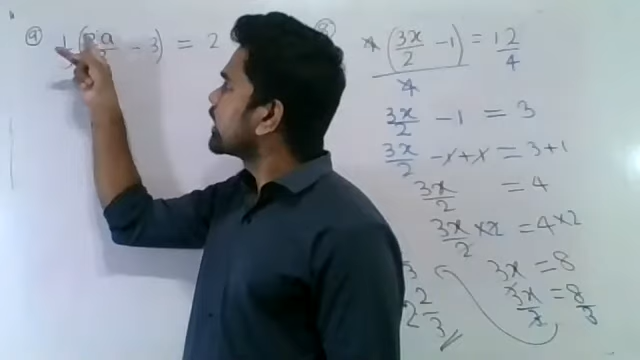 9 1 ( a - 3 ) = 2
4 ( 3x/2 - 1 ) / 4 = 12/4
3x/2 - 1 = 3
3x/2 - 1 + 1 = 3 + 1
3x/2 = 4
3x/2 × 2 = 4 × 2
3x = 8
3x/3 = 8/3
3
2 2/3